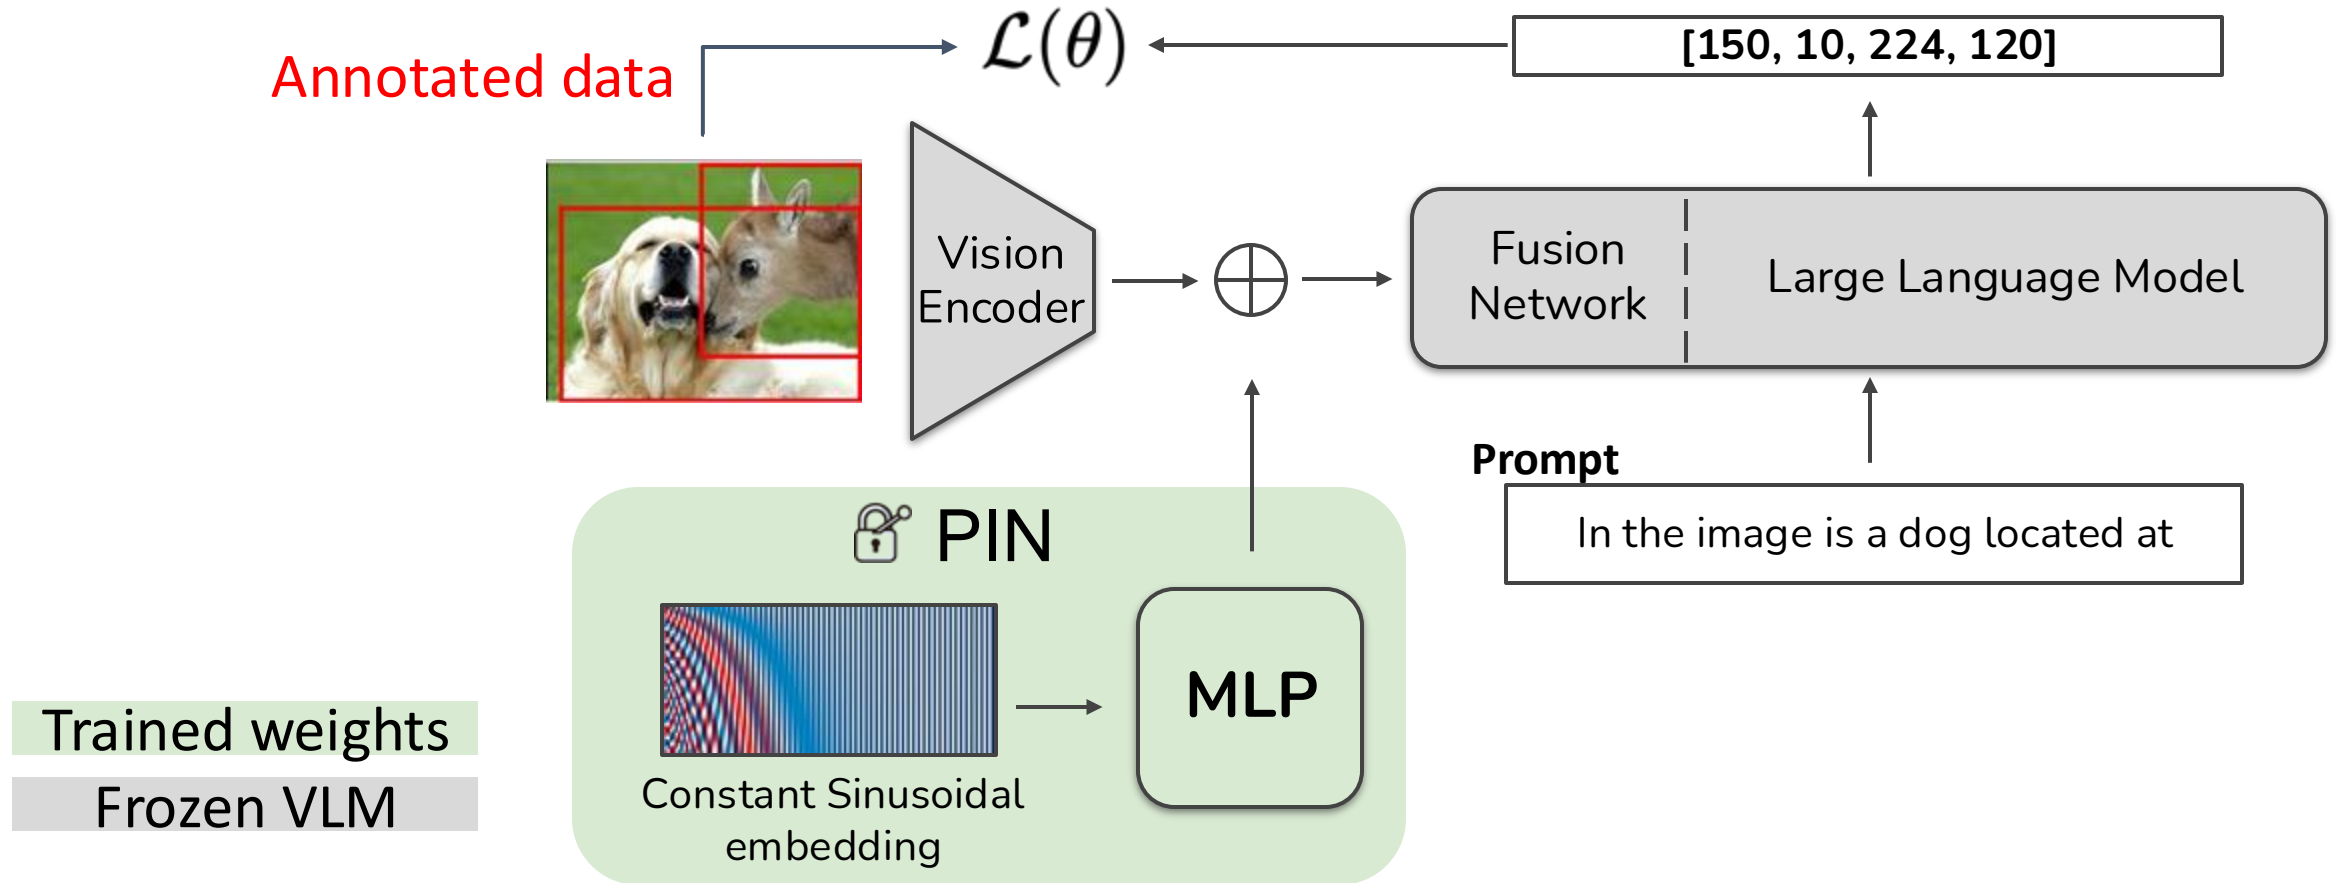 Annotated data
ℒ(θ)
[150, 10, 224, 120]
Vision
Encoder
Fusion
Network
Large Language Model
Prompt
In the image is a dog located at
PIN
MLP
Constant Sinusoidal
embedding
Trained weights
Frozen VLM